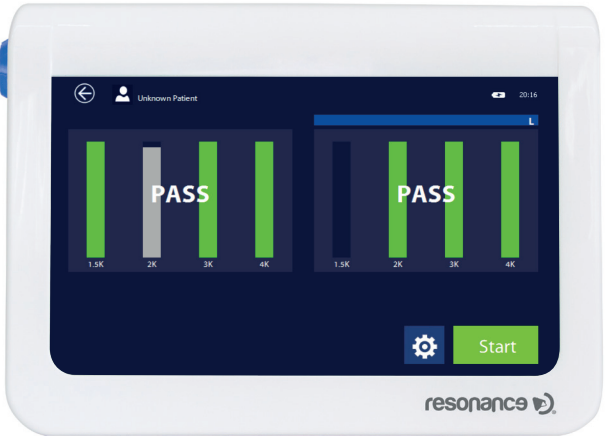 Unknown Patient
20:16
L
PASS
PASS
1.5K 2K 3K 4K
1.5K 2K 3K 4K
Start
resonance